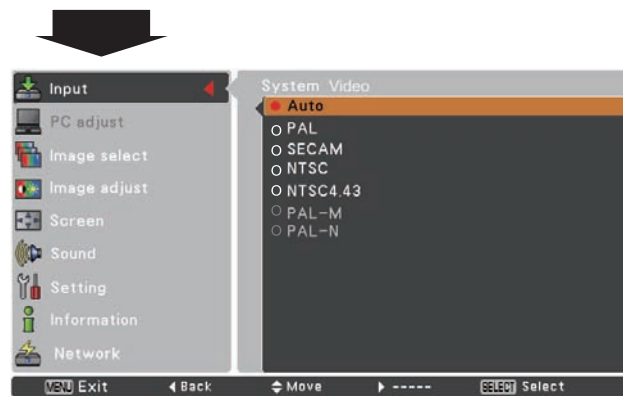 Input
PC adjust
Image select
Image adjust
Screen
Sound
Setting
Information
Network
System Video
Auto
PAL
SECAM
NTSC
NTSC4.43
PAL-M
PAL-N
MENU Exit Back Move ----- SELECT Select